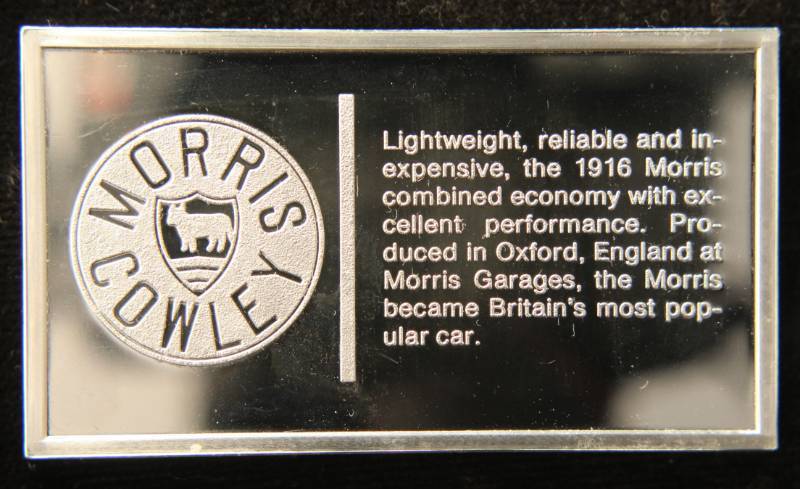 MORRIS
COWLEY
Lightweight, reliable and in-
expensive, the 1916 Morris
combined economy with ex-
cellent performance. Pro-
duced in Oxford, England at
Morris Garages, the Morris
became Britain's most pop-
ular car.